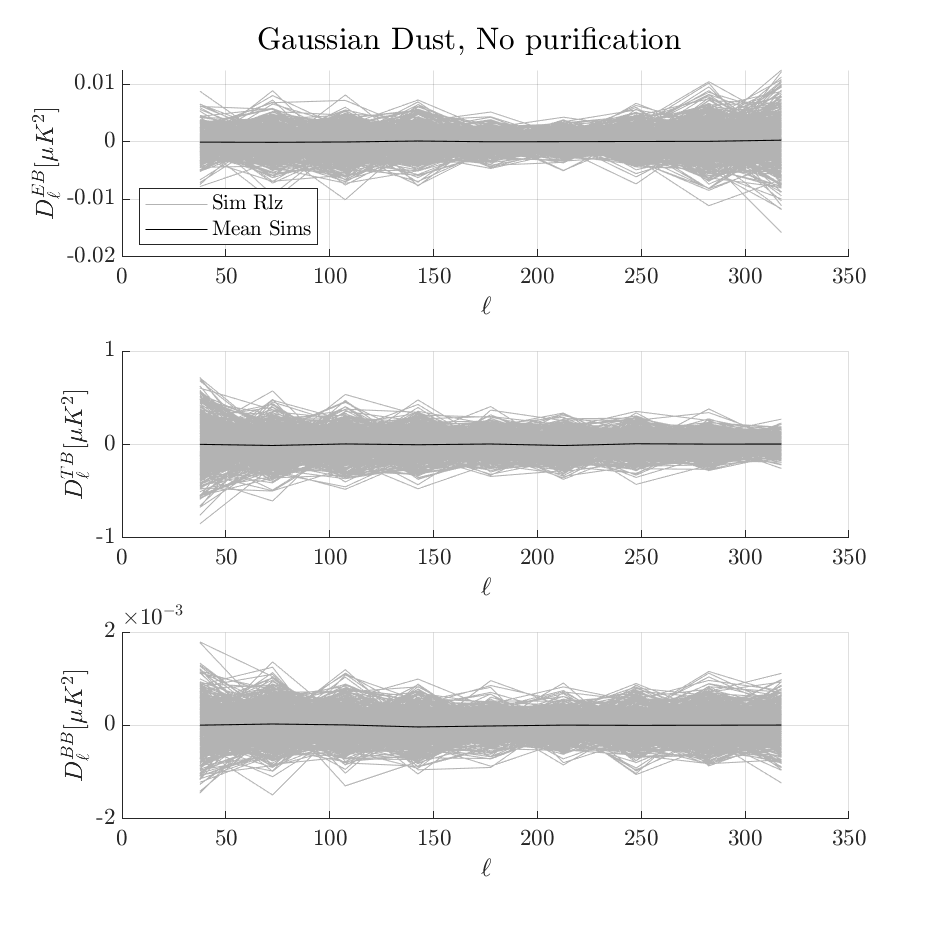 Gaussian Dust, No purification
0.01
0
-0.01
-0.02
D_ℓ^{EB}[μK^2]
Sim Rlz
Mean Sims
0 50 100 150 200 250 300 350
ℓ
1
0
-1
D_ℓ^{TB}[μK^2]
0 50 100 150 200 250 300 350
ℓ
×10^{-3}
2
0
-2
D_ℓ^{BB}[μK^2]
0 50 100 150 200 250 300 350
ℓ